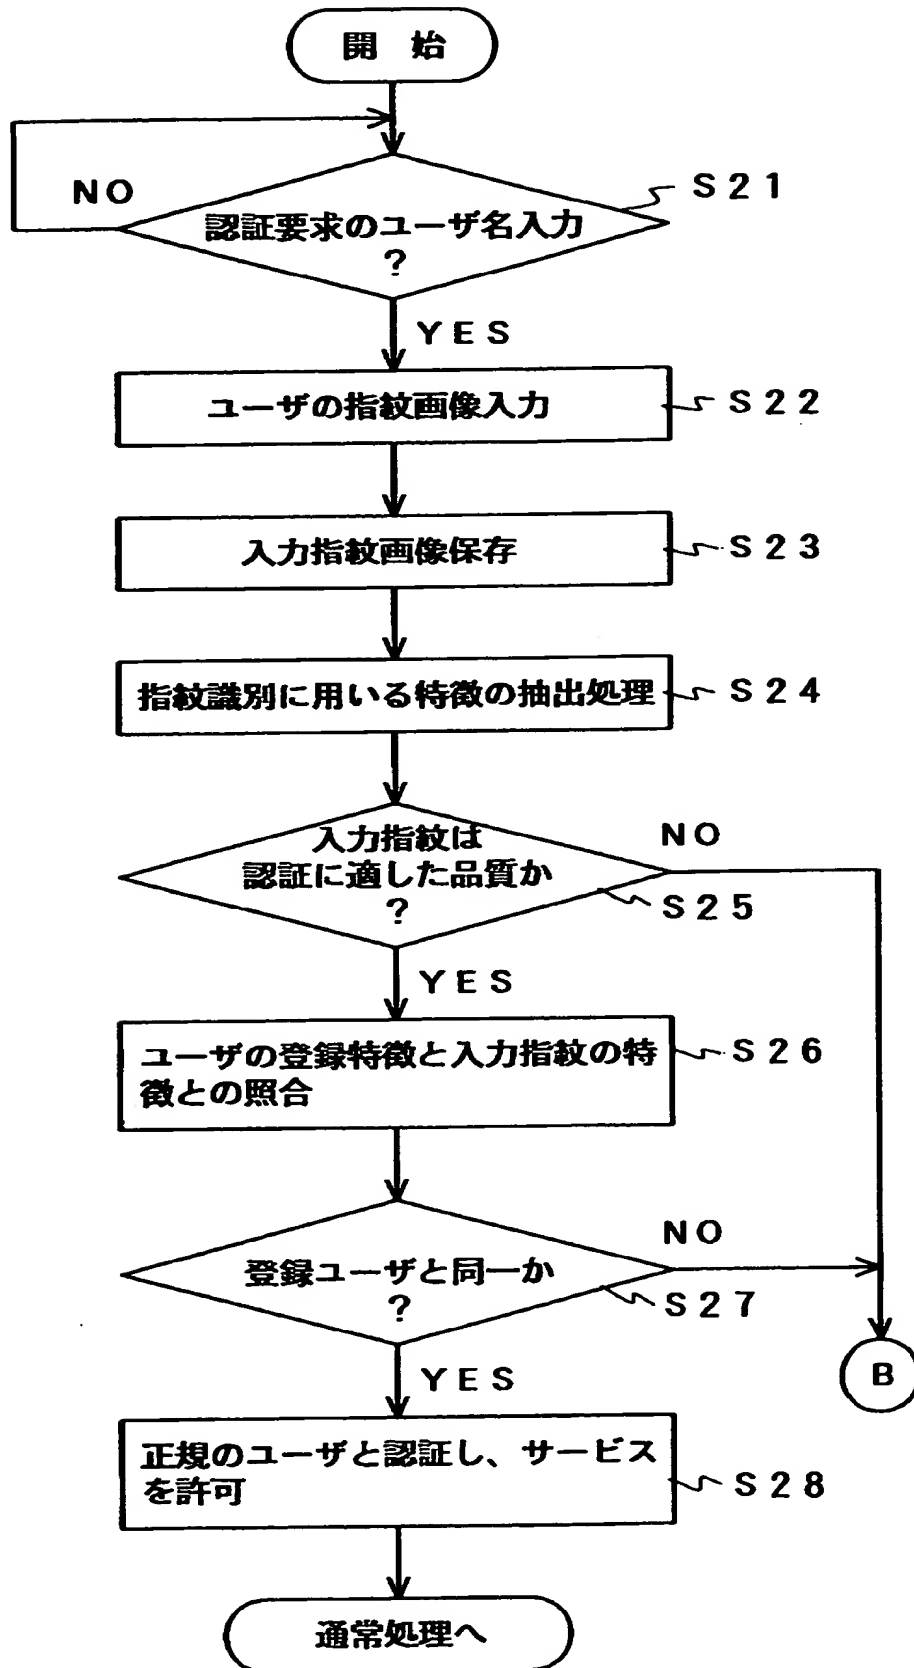 開 始
NO
S21
認証要求のユーザ名入力
?
YES
ユーザの指紋画像入力
S22
入力指紋画像保存
S23
指紋識別に用いる特徴の抽出処理
S24
入力指紋は
NO
認証に適した品質か
?
S25
YES
ユーザの登録特徴と入力指紋の特
徴との照合
S26
NO
登録ユーザと同一か
?
S27
B
YES
正規のユーザと認証し、サービス
を許可
S28
通常処理へ